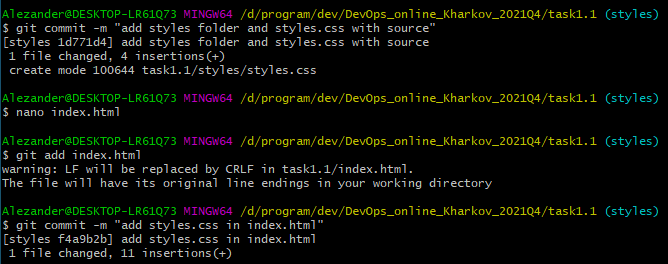 Alezander@DESKTOP-LR61Q73 MINGW64 /d/program/dev/DevOps_online_Kharkov_2021Q4/task1.1 (styles)
$ git commit -m "add styles folder and styles.css with source"
[styles 1d771d4] add styles folder and styles.css with source
 1 file changed, 4 insertions(+)
 create mode 100644 task1.1/styles/styles.css
Alezander@DESKTOP-LR61Q73 MINGW64 /d/program/dev/DevOps_online_Kharkov_2021Q4/task1.1 (styles)
$ nano index.html
Alezander@DESKTOP-LR61Q73 MINGW64 /d/program/dev/DevOps_online_Kharkov_2021Q4/task1.1 (styles)
$ git add index.html
warning: LF will be replaced by CRLF in task1.1/index.html.
The file will have its original line endings in your working directory
Alezander@DESKTOP-LR61Q73 MINGW64 /d/program/dev/DevOps_online_Kharkov_2021Q4/task1.1 (styles)
$ git commit -m "add styles.css in index.html"
[styles f4a9b2b] add styles.css in index.html
 1 file changed, 11 insertions(+)